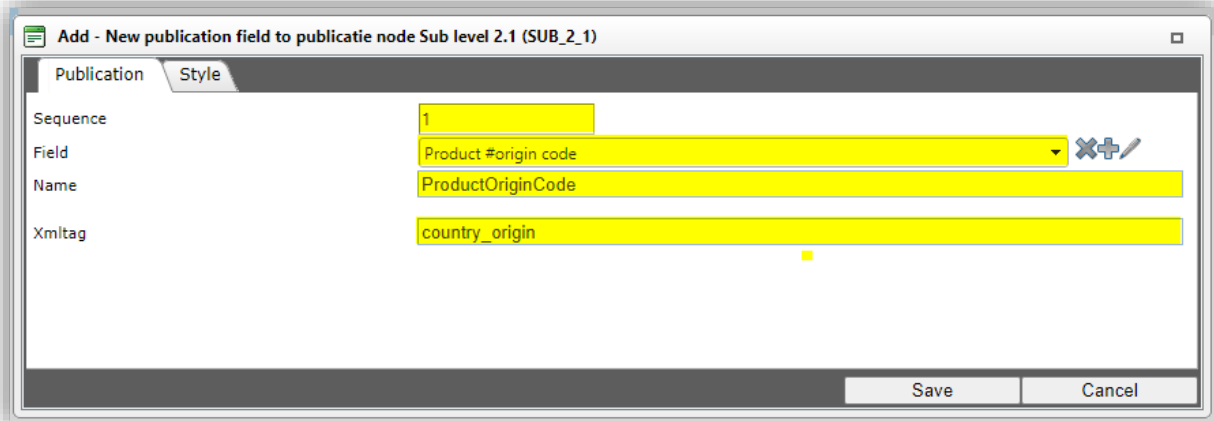 Add - New publication field to publicatie node Sub level 2.1 (SUB_2_1)
Publication Style
Sequence 1
Field Product #origin code
Name ProductOriginCode
Xmltag country_origin
Save Cancel